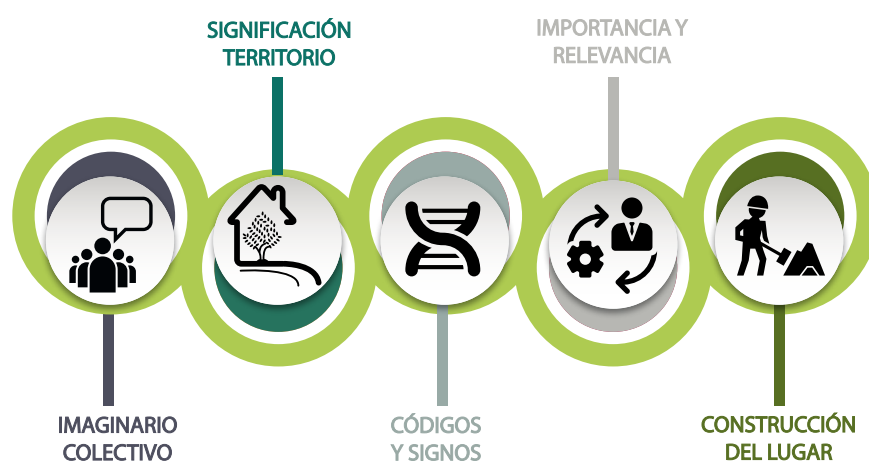 SIGNIFICACIÓN
TERRITORIO
IMPORTANCIA Y
RELEVANCIA
IMAGINARIO
COLECTIVO
CÓDIGOS
Y SIGNOS
CONSTRUCCIÓN
DEL LUGAR